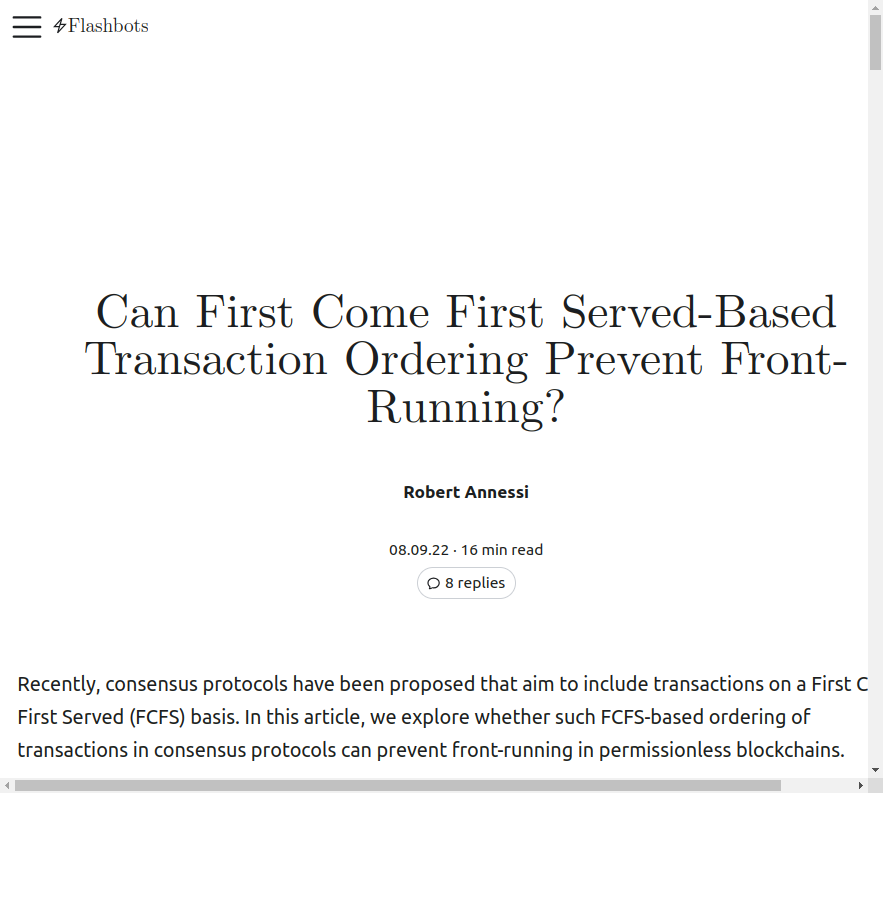 Flashbots
Can First Come First Served-Based
Transaction Ordering Prevent Front-
Running?
Robert Annessi
08.09.22 · 16 min read
8 replies
Recently, consensus protocols have been proposed that aim to include transactions on a First C
First Served (FCFS) basis. In this article, we explore whether such FCFS-based ordering of
transactions in consensus protocols can prevent front-running in permissionless blockchains.